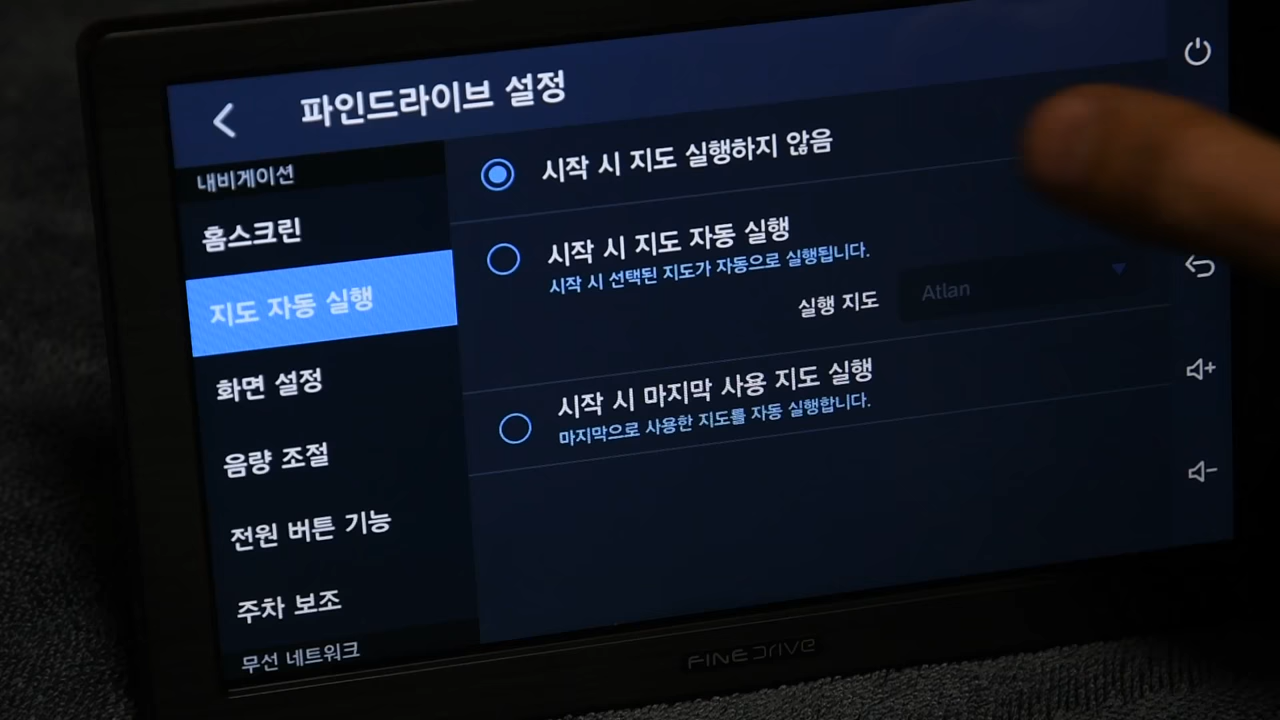 파인드라이브 설정
내비게이션
홈스크린
지도 자동 실행
화면 설정
음량 조절
전원 버튼 기능
주차 보조
무선 네트워크
시작 시 지도 실행하지 않음
시작 시 지도 자동 실행
시작 시 선택된 지도가 자동으로 실행됩니다.
실행 지도
Atlan
시작 시 마지막 사용 지도 실행
마지막으로 사용한 지도를 자동 실행합니다.
FINEDRIVE